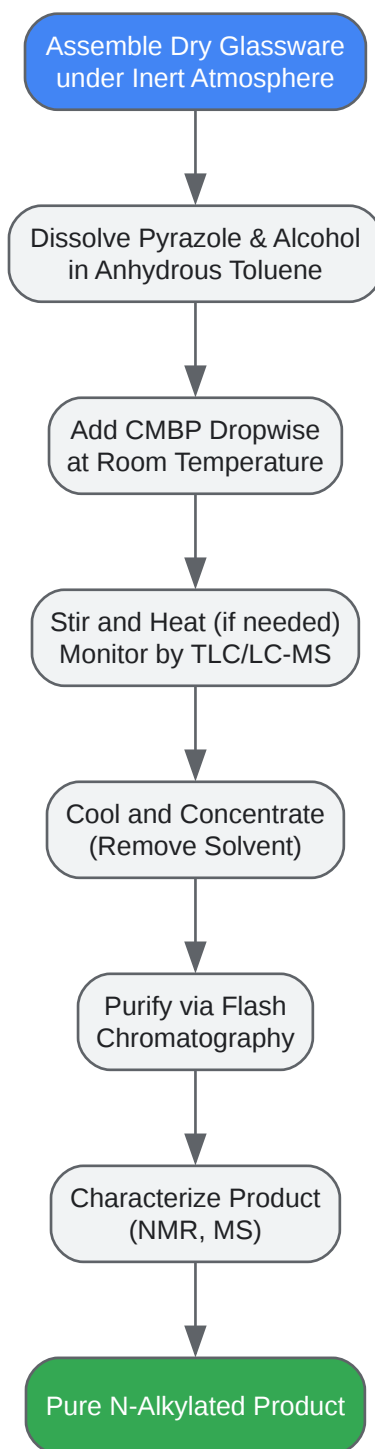 Assemble Dry Glassware
under Inert Atmosphere
Dissolve Pyrazole & Alcohol
in Anhydrous Toluene
Add CMBP Dropwise
at Room Temperature
Stir and Heat (if needed)
Monitor by TLC/LC-MS
Cool and Concentrate
(Remove Solvent)
Purify via Flash
Chromatography
Characterize Product
(NMR, MS)
Pure N-Alkylated Product